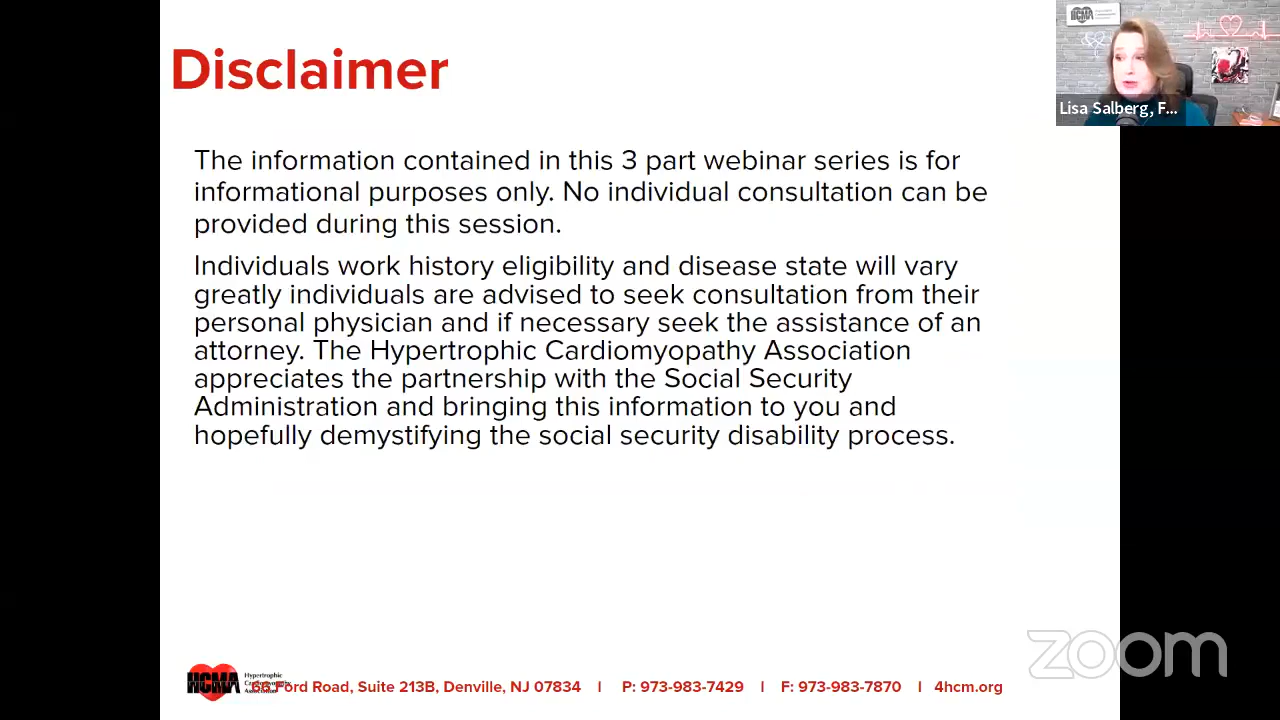 Disclaimer
HCMA
Lisa Salberg, F...
The information contained in this 3 part webinar series is for
informational purposes only. No individual consultation can be
provided during this session.
Individuals work history eligibility and disease state will vary
greatly individuals are advised to seek consultation from their
personal physician and if necessary seek the assistance of an
attorney. The Hypertrophic Cardiomyopathy Association
appreciates the partnership with the Social Security
Administration and bringing this information to you and
hopefully demystifying the social security disability process.
zoom
HCMA
Hypertrophic
Ford Road, Suite 213B, Denville, NJ 07834 I P: 973-983-7429 I F: 973-983-7870 I 4hcm.org